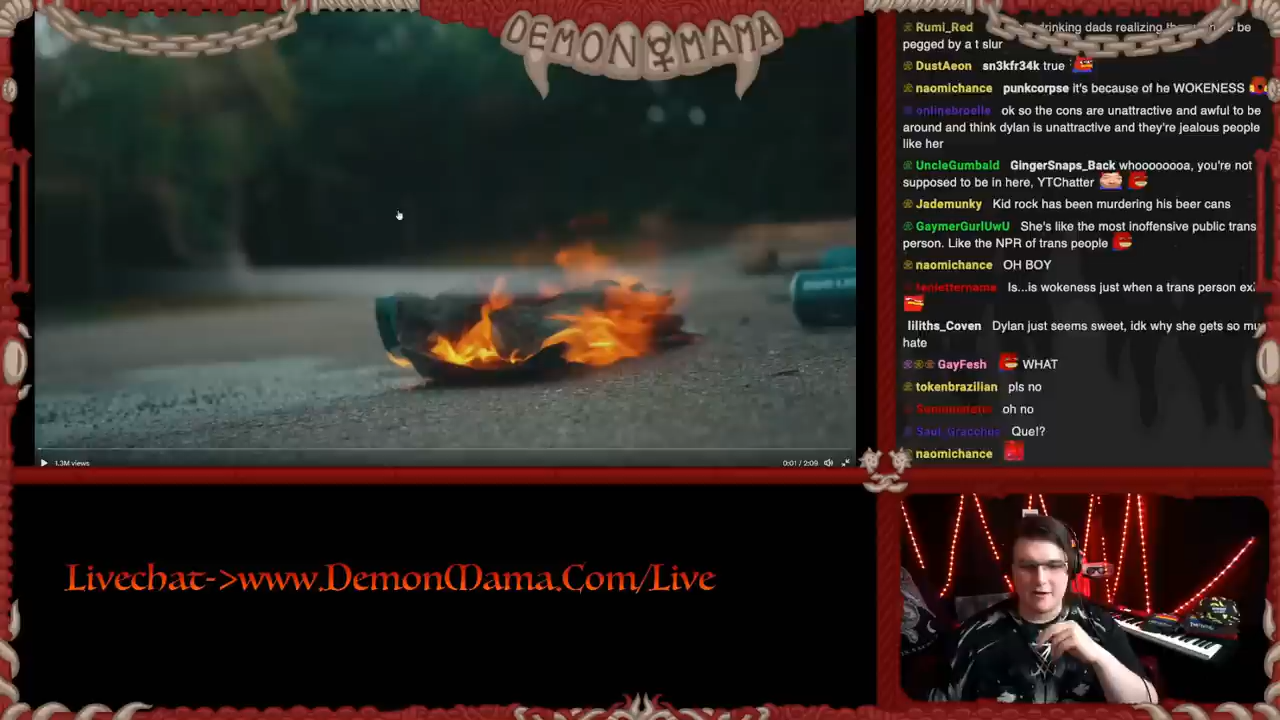 DEMON MAMA
Rumi_Red drinking dads realizing be
pegged by a t slur
DustAeon sn3kfr34k true
naomichance punkcorpse it's because of he WOKENESS
onlinebroelle ok so the cons are unattractive and awful to be
around and think dylan is unattractive and they're jealous people
like her
UncleGumbald GingerSnaps_Back whooooooa, you're not
supposed to be in here, YTChatter
Jademunky Kid rock has been murdering his beer cans
GaymerGurlUwU She's like the most inoffensive public trans
person. Like the NPR of trans people
naomichance OH BOY
Is...is wokeness just when a trans person
liliths_Coven Dylan just seems sweet, idk why she gets so mu
hate
GayFesh WHAT
tokenbrazilian pls no
oh no
Saul_Gracchus Que!?
naomichance
1.3M views 0:01 / 2:09
Livechat->www.DemonMama.Com/Live